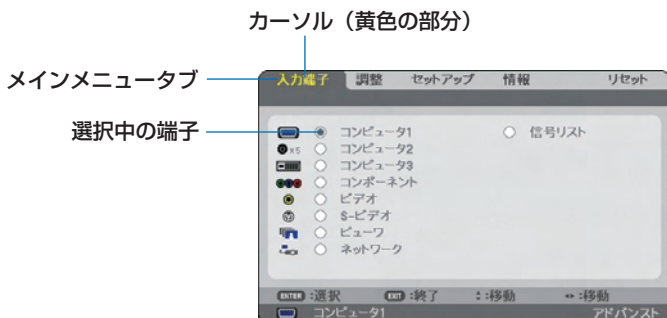 カーソル（黄色の部分）
メインメニュータブ
入力端子 調整 セットアップ 情報 リセット
選択中の端子
コンピュータ1 信号リスト
×5 コンピュータ2
コンピュータ3
コンポーネント
ビデオ
S-ビデオ
ビューワ
ネットワーク
ENTER :選択 EXIT :終了 :移動 :移動
コンピュータ1 アドバンスト